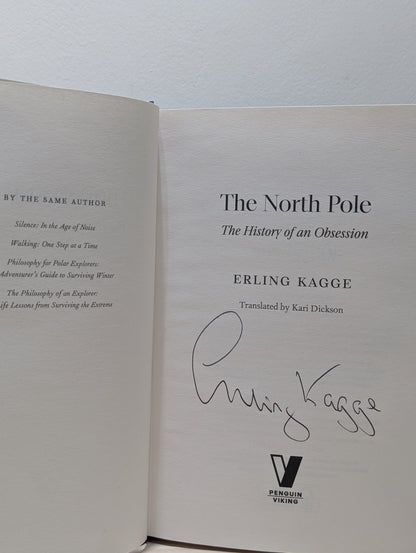 BY THE SAME AUTHOR
Silence: In the Age of Noise
Walking: One Step at a Time
Philosophy for Polar Explorers:
Adventurer's Guide to Surviving Winter
The Philosophy of an Explorer:
ife Lessons from Surviving the Extreme
The North Pole
The History of an Obsession
ERLING KAGGE
Translated by Kari Dickson
Erling Kagge
PENGUIN
VIKING